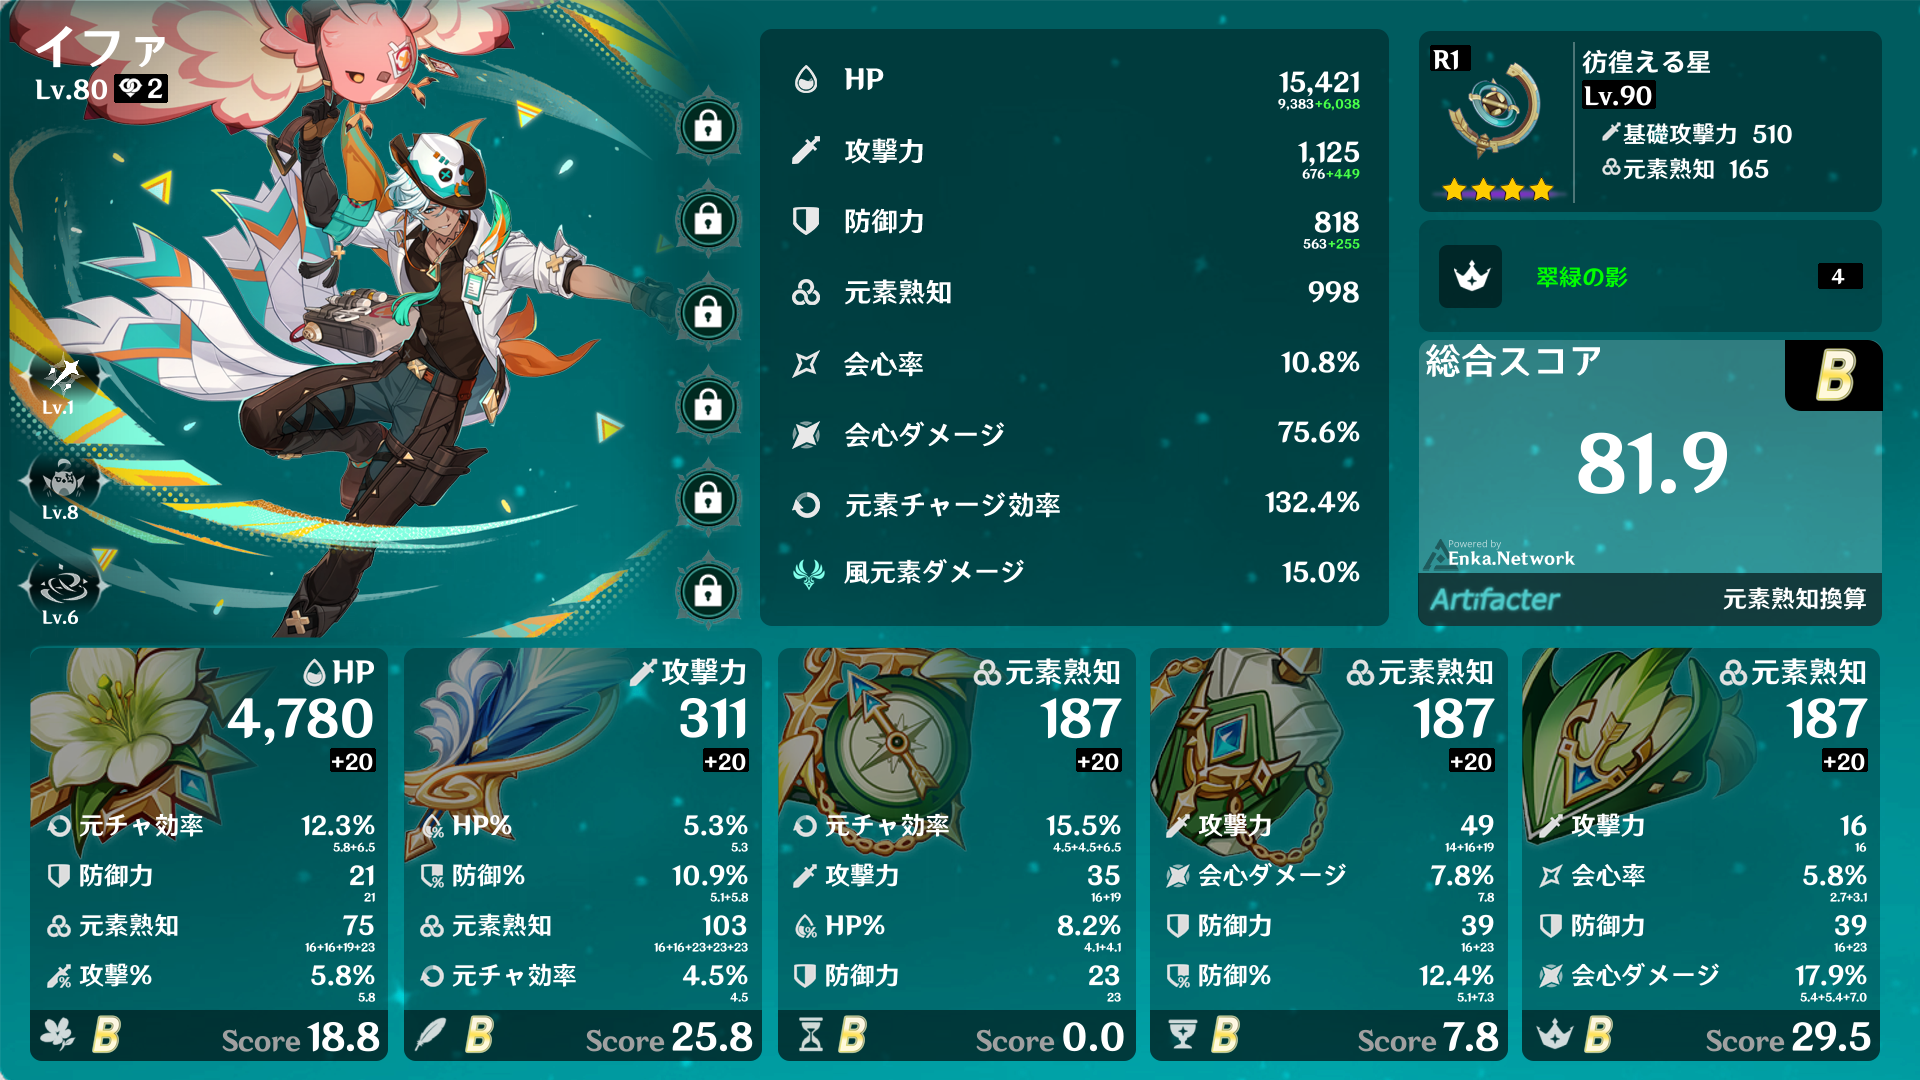 イファ
Lv.80 2
Lv.1
Lv.8
Lv.6
HP 15,421
9,383+6,038
攻撃力 1,125
676+449
防御力 818
563+255
元素熟知 998
会心率 10.8%
会心ダメージ 75.6%
元素チャージ効率 132.4%
風元素ダメージ 15.0%
R1
彷徨える星
Lv.90
基礎攻撃力 510
元素熟知 165
翠緑の影 4
総合スコア B
81.9
Powered by
Enka.Network
Artifacter 元素熟知換算
HP
4,780
+20
元チャ効率 12.3%
5.8+6.5
防御力 21
21
元素熟知 75
16+16+19+23
攻撃% 5.8%
5.8
B Score 18.8
攻撃力
311
+20
HP% 5.3%
5.3
防御% 10.9%
5.1+5.8
元素熟知 103
16+16+23+23+23
元チャ効率 4.5%
4.5
B Score 25.8
元素熟知
187
+20
元チャ効率 15.5%
4.5+4.5+6.5
攻撃力 35
16+19
HP% 8.2%
4.1+4.1
防御力 23
23
B Score 0.0
元素熟知
187
+20
攻撃力 49
14+16+19
会心ダメージ 7.8%
7.8
防御力 39
16+23
防御% 12.4%
5.1+7.3
B Score 7.8
元素熟知
187
+20
攻撃力 16
16
会心率 5.8%
2.7+3.1
防御力 39
16+23
会心ダメージ 17.9%
5.4+5.4+7.0
B Score 29.5